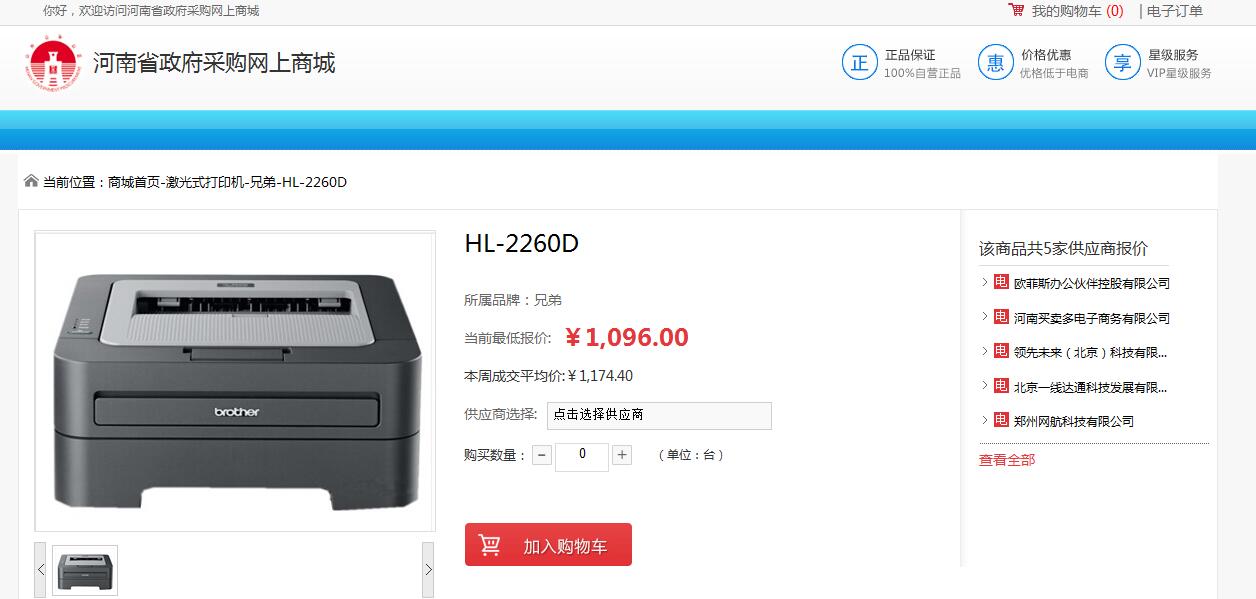 你好，欢迎访问河南省政府采购网上商城
我的购物车 (0) | 电子订单
河南省政府采购网上商城
正 正品保证
100%自营正品
惠 价格优惠
优格低于电商
享 星级服务
VIP星级服务
当前位置：商城首页-激光式打印机-兄弟-HL-2260D
brother
HL-2260D
所属品牌：兄弟
当前最低报价: ￥1,096.00
本周成交平均价:￥1,174.40
供应商选择: 点击选择供应商
购买数量： − 0 + （单位：台）
加入购物车
该商品共5家供应商报价
电 欧菲斯办公伙伴控股有限公司
电 河南买卖多电子商务有限公司
电 领先未来（北京）科技有限...
电 北京一线达通科技发展有限...
电 郑州网航科技有限公司
查看全部